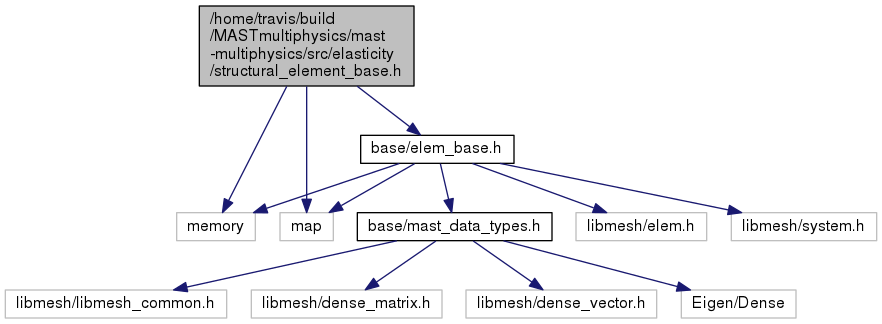 /home/travis/build
/MASTmultiphysics/mast
-multiphysics/src/elasticity
/structural_element_base.h
base/elem_base.h
memory
map
base/mast_data_types.h
libmesh/elem.h
libmesh/system.h
libmesh/libmesh_common.h
libmesh/dense_matrix.h
libmesh/dense_vector.h
Eigen/Dense